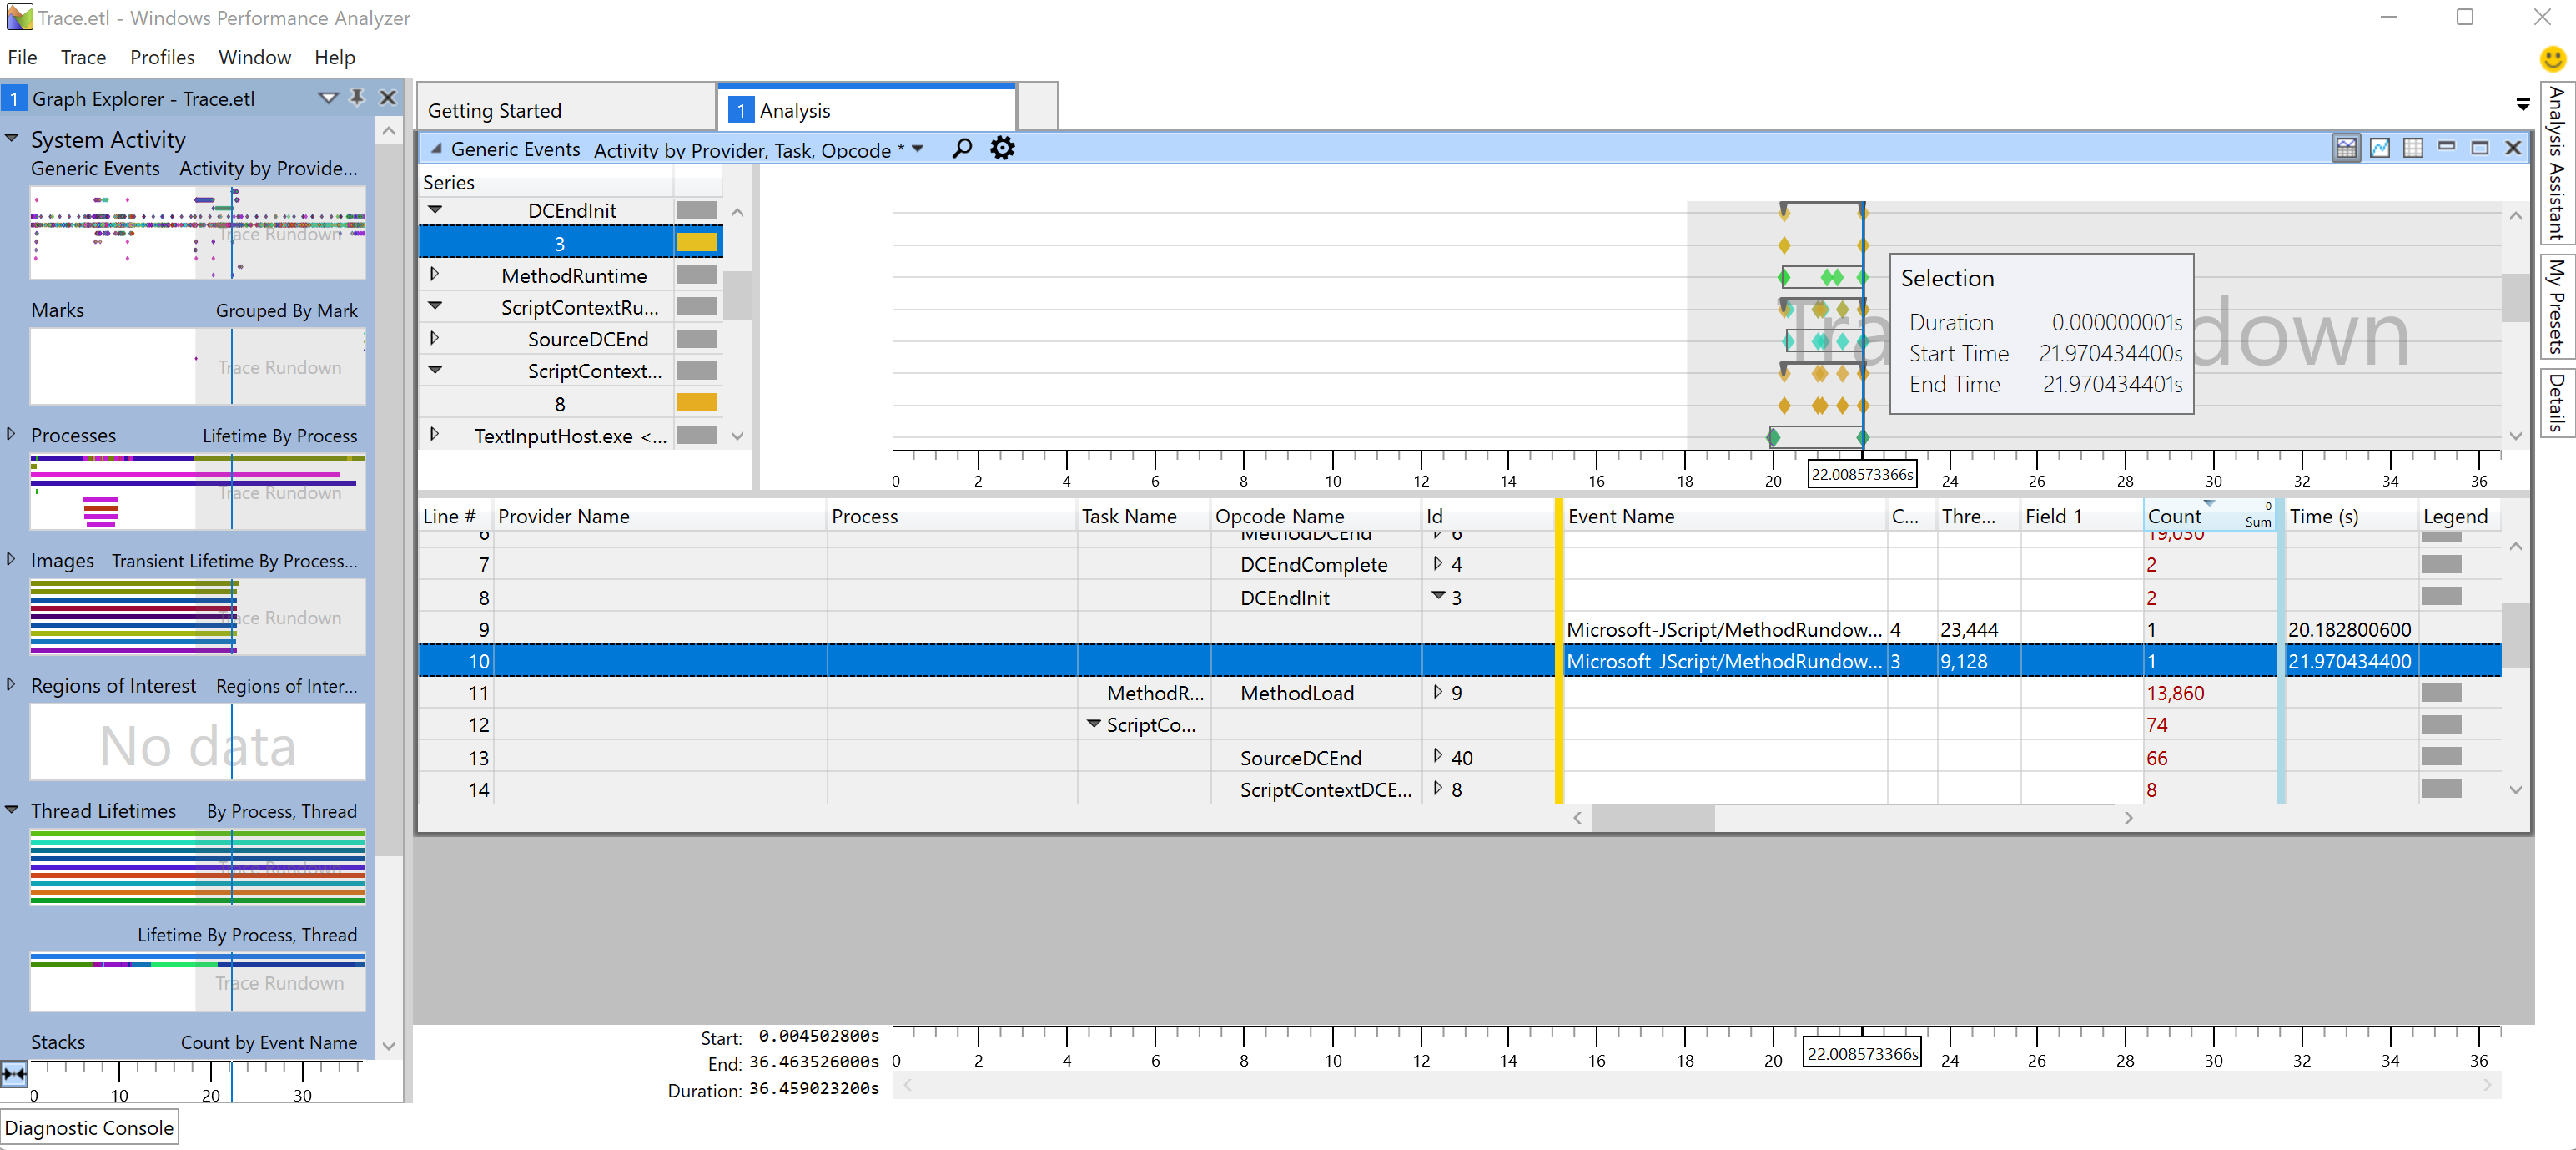 Trace.etl - Windows Performance Analyzer
File Trace Profiles Window Help
1 Graph Explorer - Trace.etl
System Activity
Generic Events Activity by Provide...
Trace Rundown
Marks Grouped By Mark
Trace Rundown
Processes Lifetime By Process
Trace Rundown
Images Transient Lifetime By Process...
ce Rundown
Regions of Interest Regions of Inter...
No data
Thread Lifetimes By Process, Thread
Lifetime By Process, Thread
Trace Rundown
Stacks Count by Event Name
0 10 20 30
Diagnostic Console
Getting Started
1 Analysis
Generic Events Activity by Provider, Task, Opcode *
Series
DCEndInit
3
MethodRuntime
ScriptContextRu...
SourceDCEnd
ScriptContext...
8
TextInputHost.exe <...
Selection
Duration 0.000000001s
Start Time 21.970434400s
End Time 21.970434401s
0 2 4 6 8 10 12 14 16 18 20 22.008573366s 24 26 28 30 32 34 36
Line # Provider Name Process Task Name Opcode Name Id Event Name C... Thre... Field 1 Count 0 Sum Time (s) Legend
6 MethodDCEnd 6 19,030
7 DCEndComplete 4 2
8 DCEndInit 3 2
9 Microsoft-JScript/MethodRundow... 4 23,444 1 20.182800600
10 Microsoft-JScript/MethodRundow... 3 9,128 1 21.970434400
11 MethodR... MethodLoad 9 13,860
12 ScriptCo... 74
13 SourceDCEnd 40 66
14 ScriptContextDCE... 8 8
Start: 0.004502800s
End: 36.463526000s
Duration: 36.459023200s
0 2 4 6 8 10 12 14 16 18 20 22.008573366s 24 26 28 30 32 34 36
Analysis Assistant
My Presets
Details